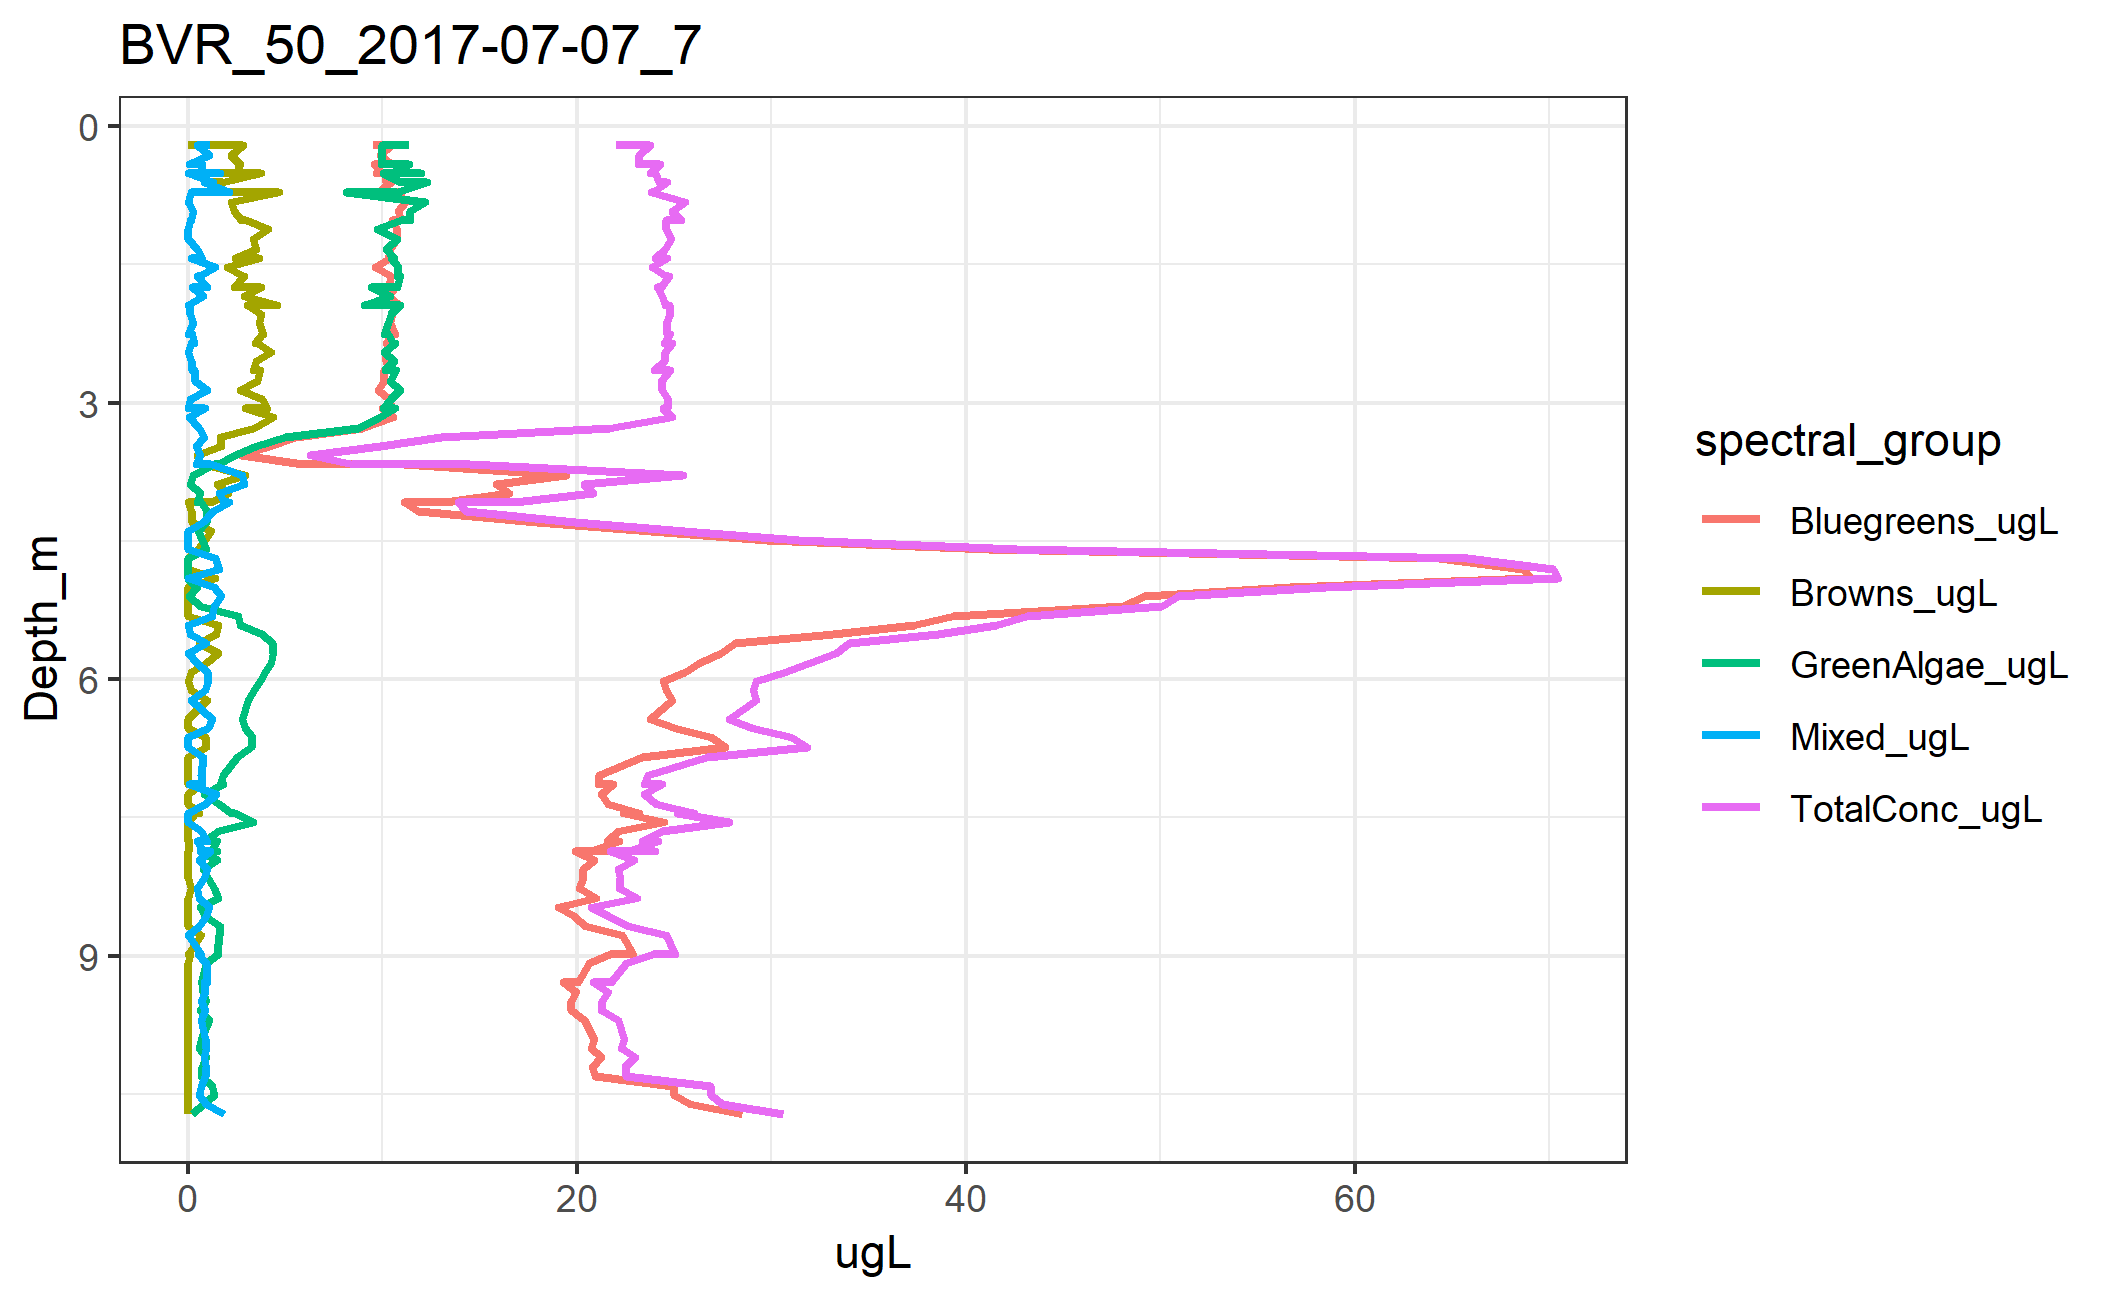 BVR_50_2017-07-07_7
0
3
6
9
Depth_m
0 20 40 60
ugL
spectral_group
Bluegreens_ugL
Browns_ugL
GreenAlgae_ugL
Mixed_ugL
TotalConc_ugL